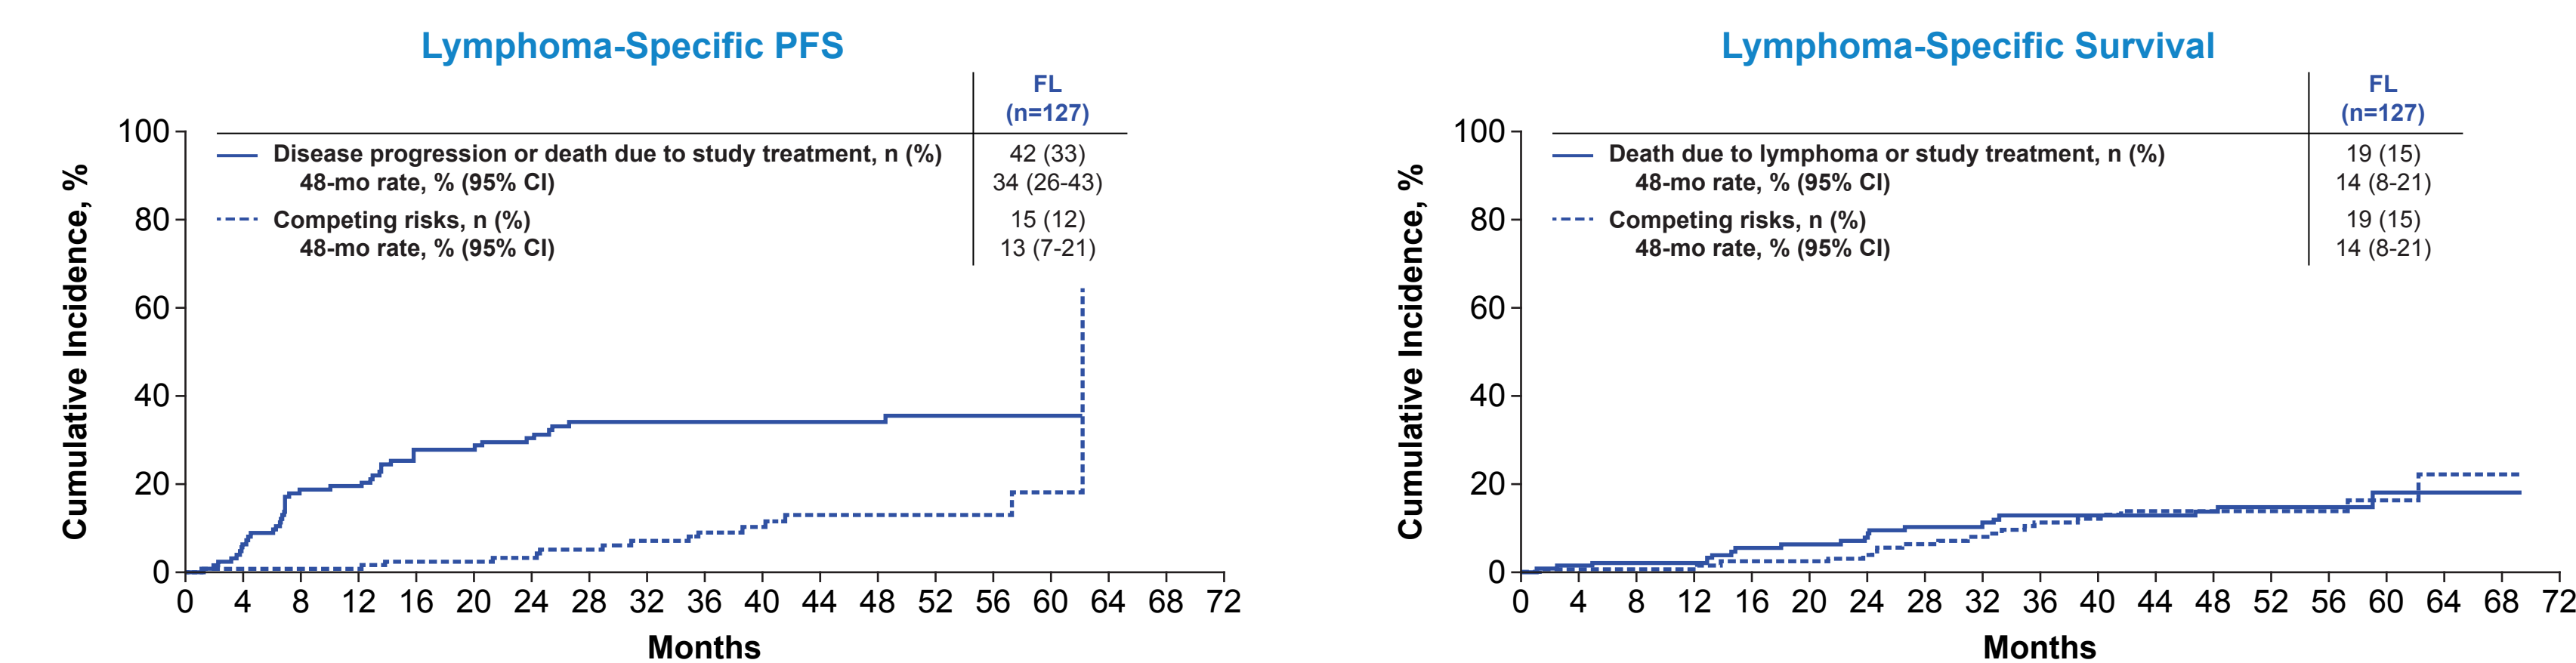 Lymphoma-Specific PFS
FL
(n=127)
Disease progression or death due to study treatment, n (%) 42 (33)
48-mo rate, % (95% CI) 34 (26-43)
Competing risks, n (%) 15 (12)
48-mo rate, % (95% CI) 13 (7-21)
Cumulative Incidence, %
100
80
60
40
20
0
0 4 8 12 16 20 24 28 32 36 40 44 48 52 56 60 64 68 72
Months
Lymphoma-Specific Survival
FL
(n=127)
Death due to lymphoma or study treatment, n (%) 19 (15)
48-mo rate, % (95% CI) 14 (8-21)
Competing risks, n (%) 19 (15)
48-mo rate, % (95% CI) 14 (8-21)
Cumulative Incidence, %
100
80
60
40
20
0
0 4 8 12 16 20 24 28 32 36 40 44 48 52 56 60 64 68 72
Months